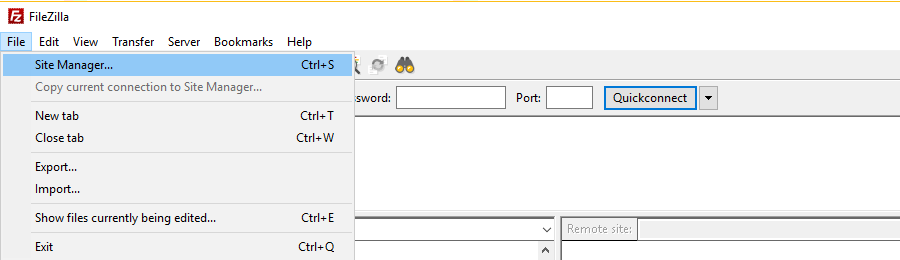 FileZilla
File Edit View Transfer Server Bookmarks Help
Site Manager... Ctrl+S
Copy current connection to Site Manager...
ssword: Port: Quickconnect
New tab Ctrl+T
Close tab Ctrl+W
Export...
Import...
Show files currently being edited... Ctrl+E
Remote site:
Exit Ctrl+Q